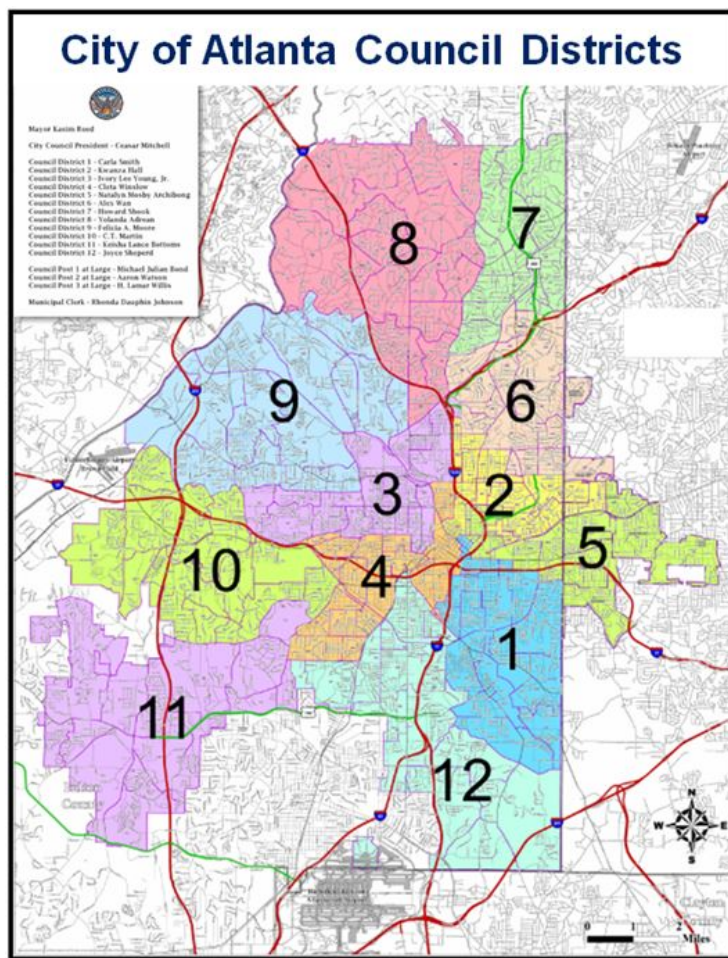 City of Atlanta Council Districts
Mayor Kasim Reed
City Council President - Ceasar Mitchell
Council District 1 - Carla Smith
Council District 2 - Kwanza Hall
Council District 3 - Ivory Lee Young, Jr.
Council District 4 - Cleta Winslow
Council District 5 - Natalyn Mosby Archibong
Council District 6 - Alex Wan
Council District 7 - Howard Shook
Council District 8 - Yolanda Adrean
Council District 9 - Felicia A. Moore
Council District 10 - C.T. Martin
Council District 11 - Keisha Lance Bottoms
Council District 12 - Joyce Sheperd
Council Post 1 at Large - Michael Julian Bond
Council Post 2 at Large - Aaron Watson
Council Post 3 at Large - H. Lamar Willis
Municipal Clerk - Rhonda Dauphin Johnson
7
8
9
6
3
2
10
4
5
1
11
12
County
N
W E
S
Clayton
County
0 1 2
Miles